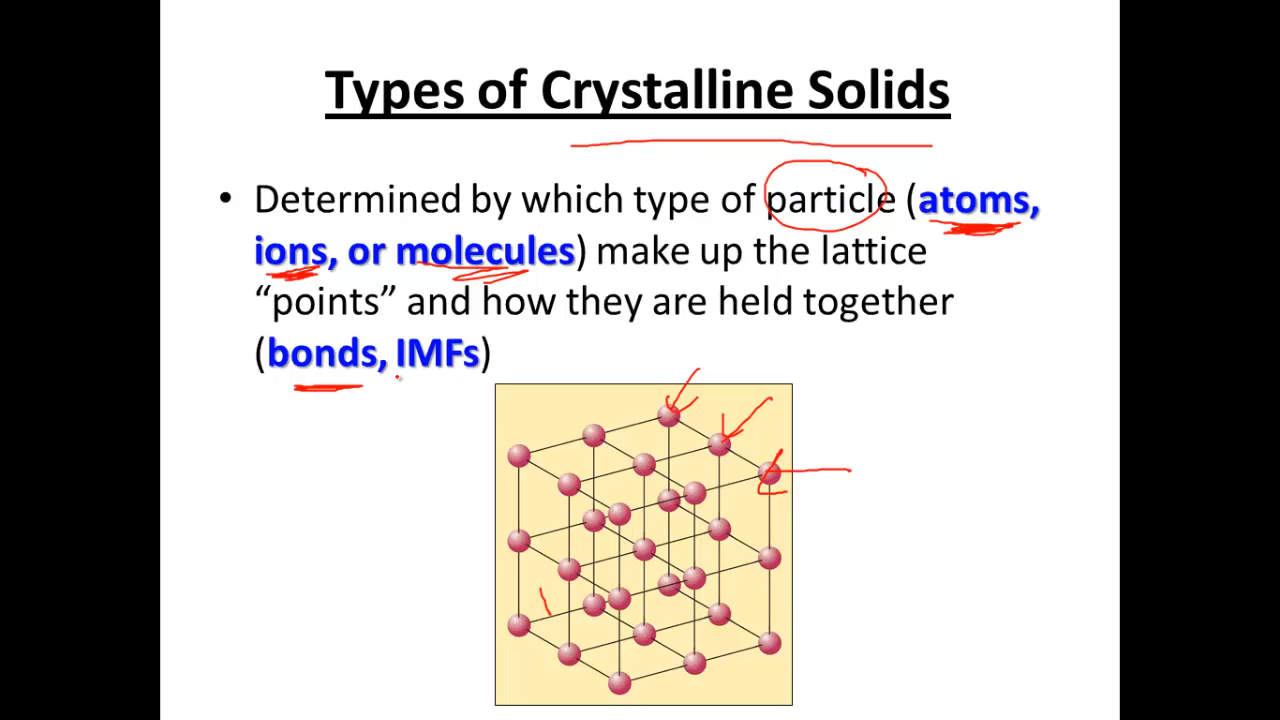 Types of Crystalline Solids
• Determined by which type of particle (atoms,
ions, or molecules) make up the lattice
“points” and how they are held together
(bonds, IMFs)